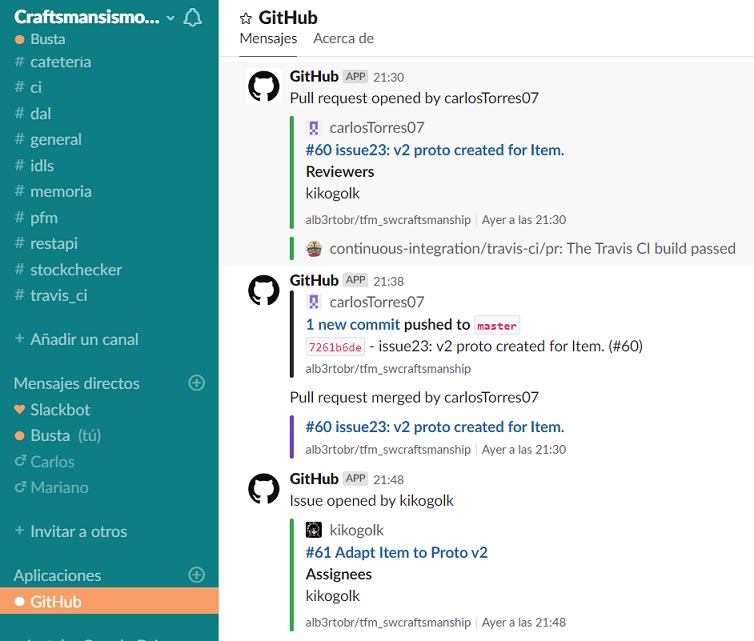 Craftsmansismo...
Busta
# cafeteria
# ci
# dal
# general
# idls
# memoria
# pfm
# restapi
# stockchecker
# travis_ci
+ Añadir un canal
Mensajes directos
Slackbot
Busta (tú)
Carlos
Mariano
+ Invitar a otros
Aplicaciones
GitHub
GitHub
Mensajes Acerca de
GitHub APP 21:30
Pull request opened by carlosTorres07
carlosTorres07
#60 issue23: v2 proto created for Item.
Reviewers
kikogolk
alb3rtobr/tfm_swcraftsmanship | Ayer a las 21:30
continuous-integration/travis-ci/pr: The Travis CI build passed
GitHub APP 21:38
carlosTorres07
1 new commit pushed to master
7261b6de - issue23: v2 proto created for Item. (#60)
alb3rtobr/tfm_swcraftsmanship
Pull request merged by carlosTorres07
#60 issue23: v2 proto created for Item.
alb3rtobr/tfm_swcraftsmanship | Ayer a las 21:30
GitHub APP 21:48
Issue opened by kikogolk
kikogolk
#61 Adapt Item to Proto v2
Assignees
kikogolk
alb3rtobr/tfm_swcraftsmanship | Ayer a las 21:48